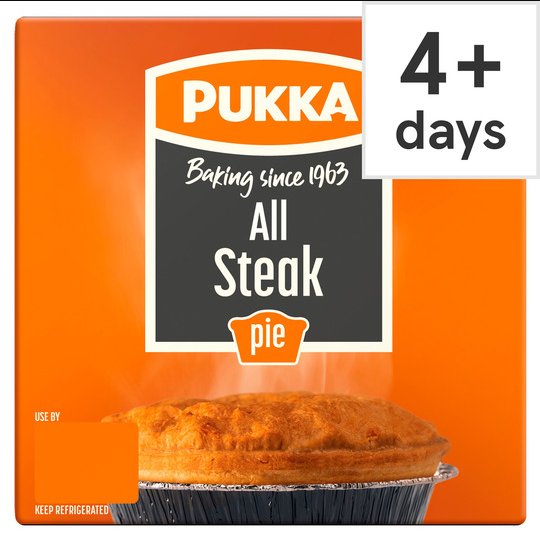 PUKKA
Baking since 1963
All
Steak
pie
4+
days
USE BY
KEEP REFRIGERATED